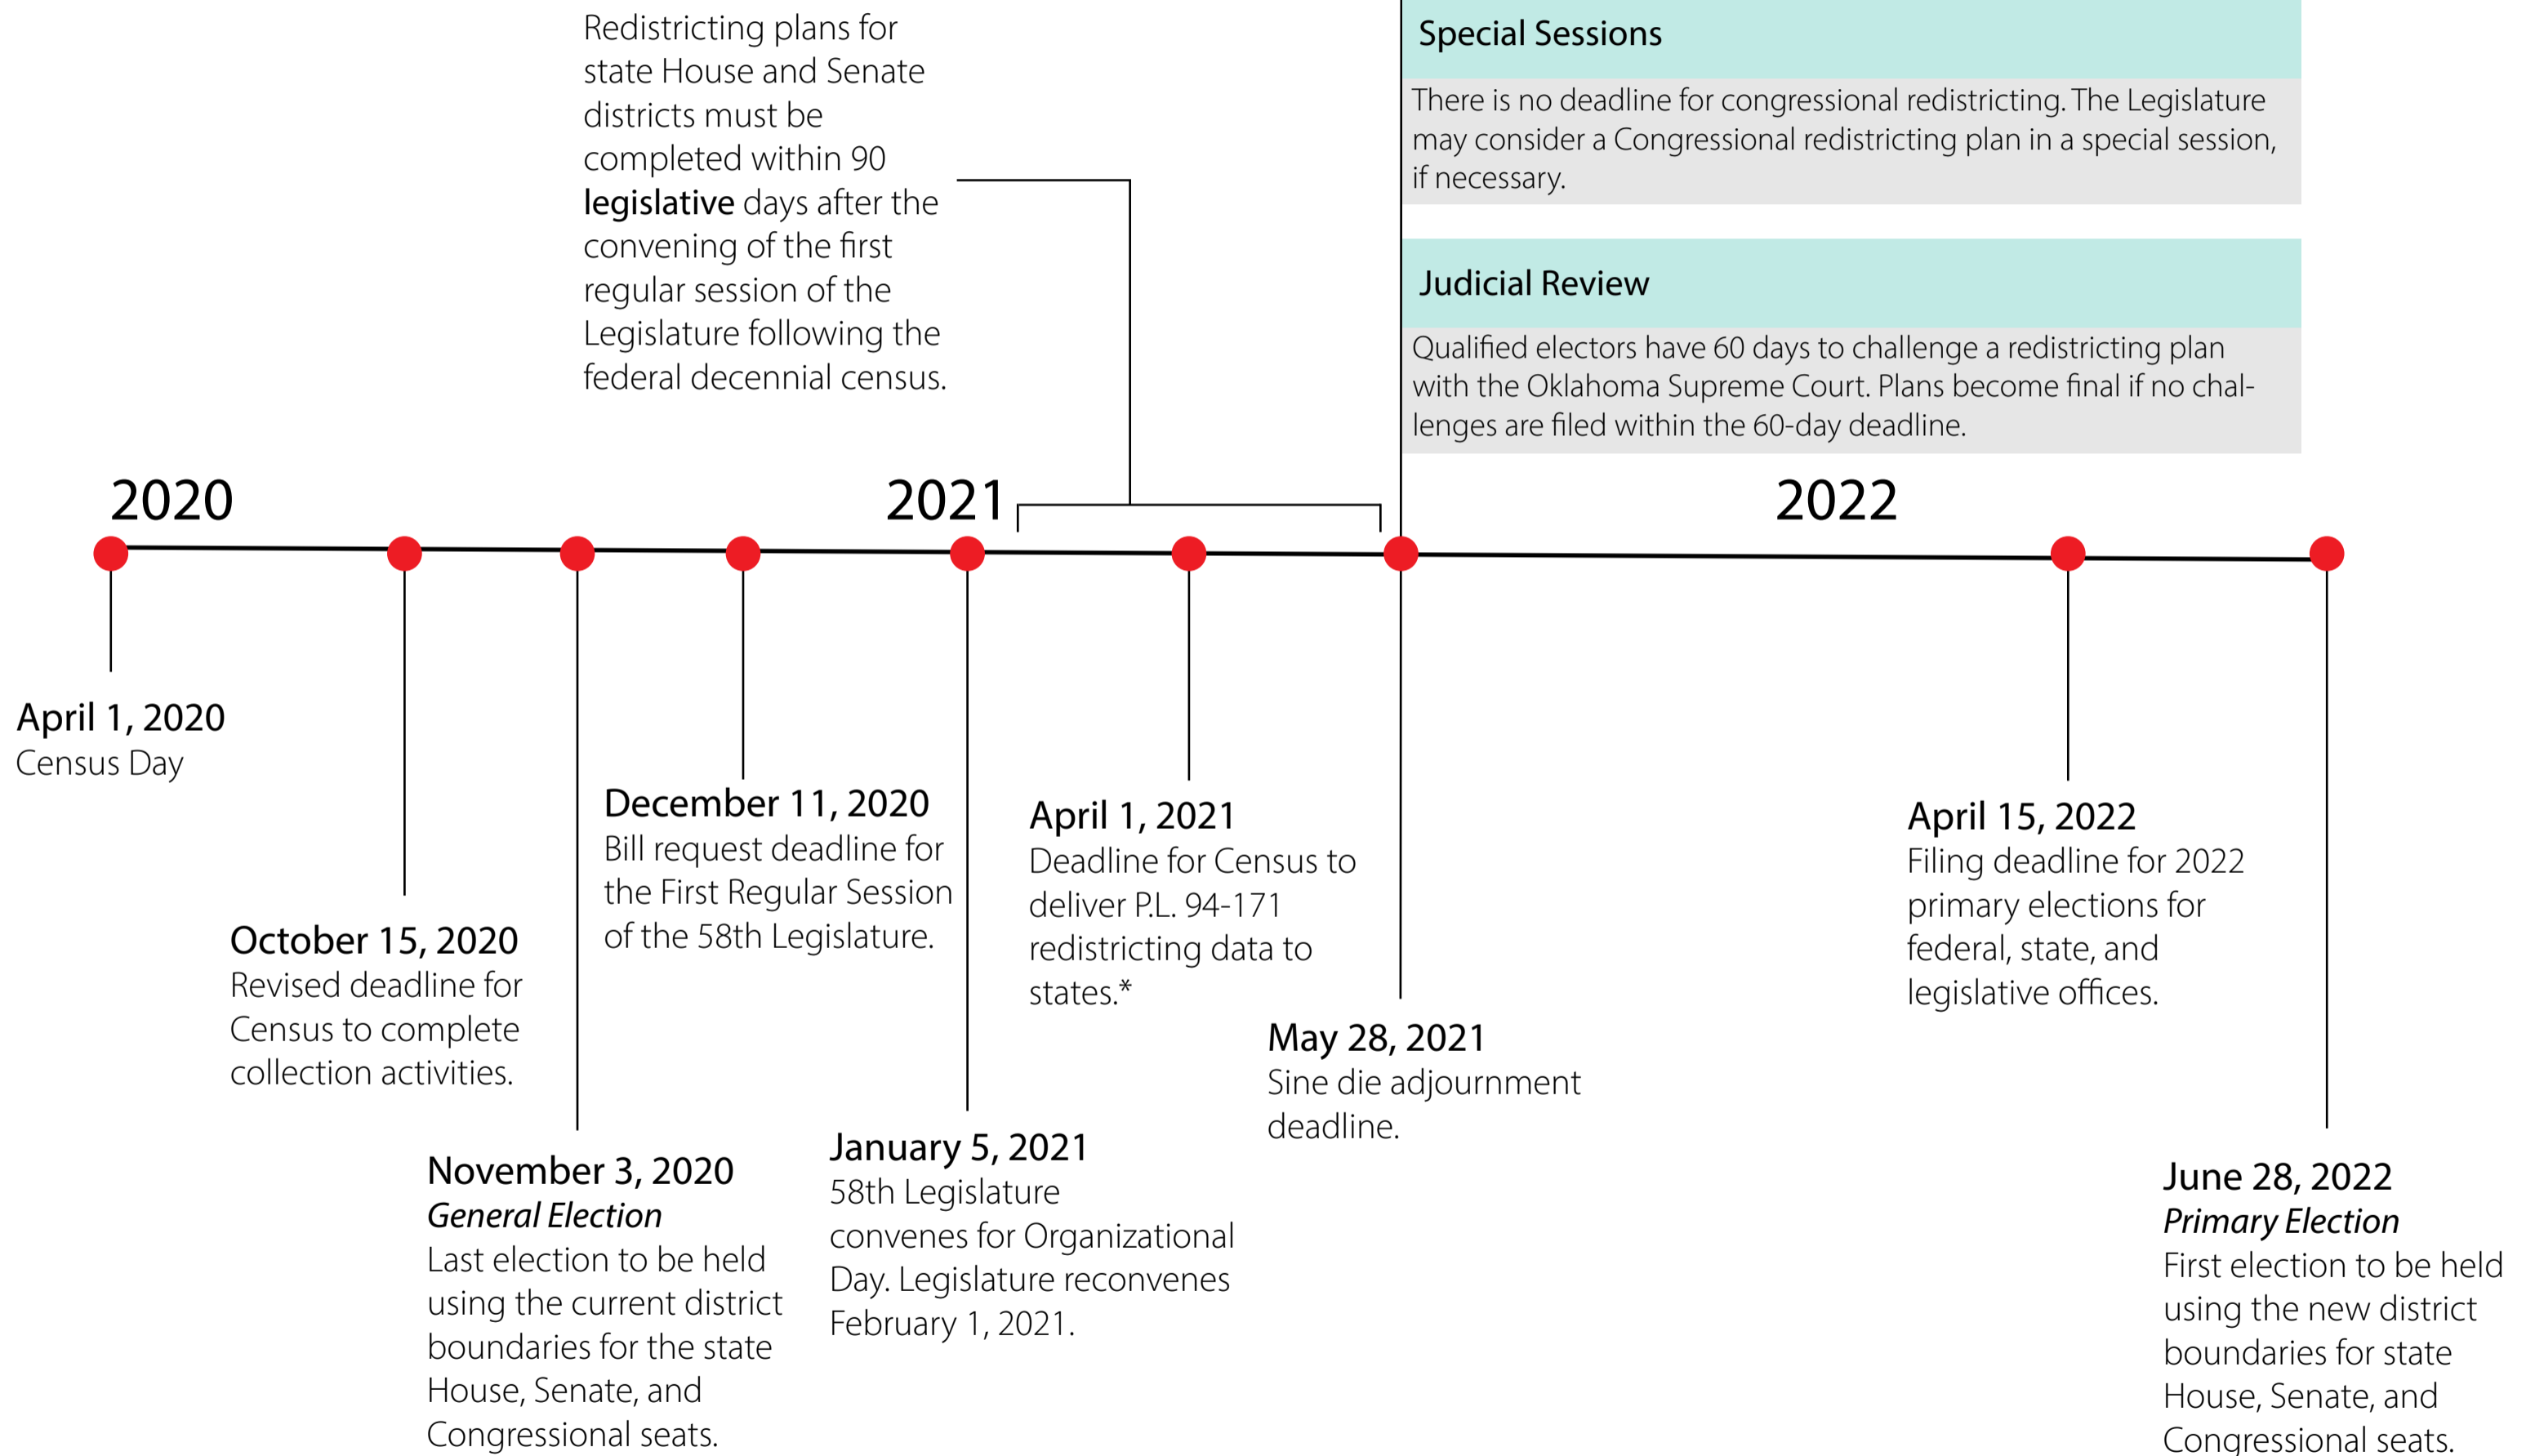 Redistricting plans for
state House and Senate
districts must be
completed within 90
legislative days after the
convening of the first
regular session of the
Legislature following the
federal decennial census.
Special Sessions
There is no deadline for congressional redistricting. The Legislature
may consider a Congressional redistricting plan in a special session,
if necessary.
Judicial Review
Qualified electors have 60 days to challenge a redistricting plan
with the Oklahoma Supreme Court. Plans become final if no chal-
lenges are filed within the 60-day deadline.
2020
2021
2022
April 1, 2020
Census Day
October 15, 2020
Revised deadline for
Census to complete
collection activities.
November 3, 2020
General Election
Last election to be held
using the current district
boundaries for the state
House, Senate, and
Congressional seats.
December 11, 2020
Bill request deadline for
the First Regular Session
of the 58th Legislature.
January 5, 2021
58th Legislature
convenes for Organizational
Day. Legislature reconvenes
February 1, 2021.
April 1, 2021
Deadline for Census to
deliver P.L. 94-171
redistricting data to
states.*
May 28, 2021
Sine die adjournment
deadline.
April 15, 2022
Filing deadline for 2022
primary elections for
federal, state, and
legislative offices.
June 28, 2022
Primary Election
First election to be held
using the new district
boundaries for state
House, Senate, and
Congressional seats.